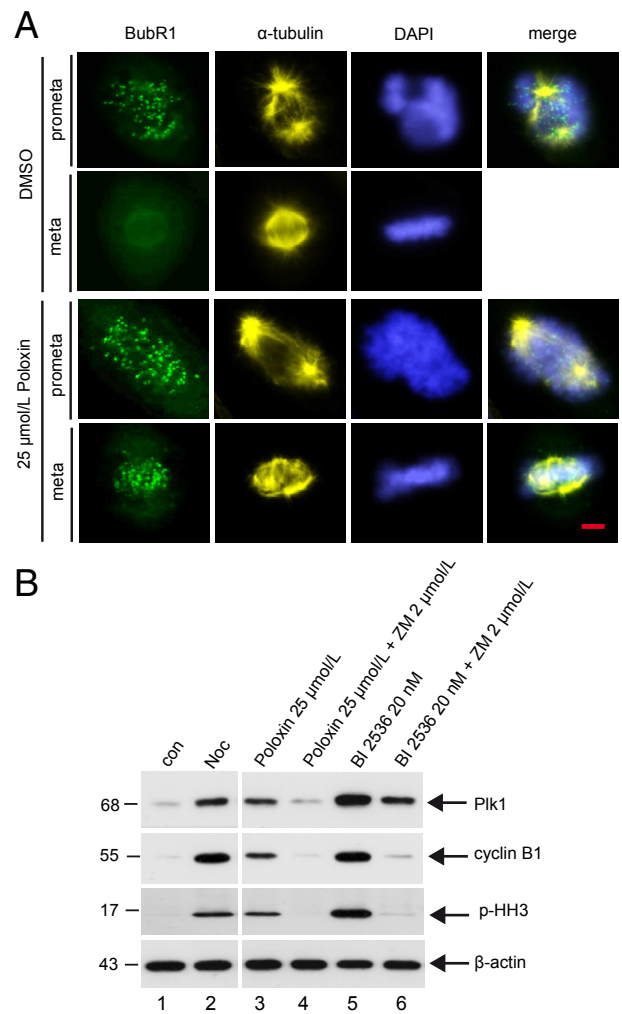 A
BubR1 α-tubulin DAPI merge
DMSO
prometa
meta
25 μmol/L Poloxin
prometa
meta
B
con
Noc
Poloxin 25 μmol/L
Poloxin 25 μmol/L + ZM 2 μmol/L
BI 2536 20 nM
BI 2536 20 nM + ZM 2 μmol/L
68 Plk1
55 cyclin B1
17 p-HH3
43 β-actin
1 2 3 4 5 6